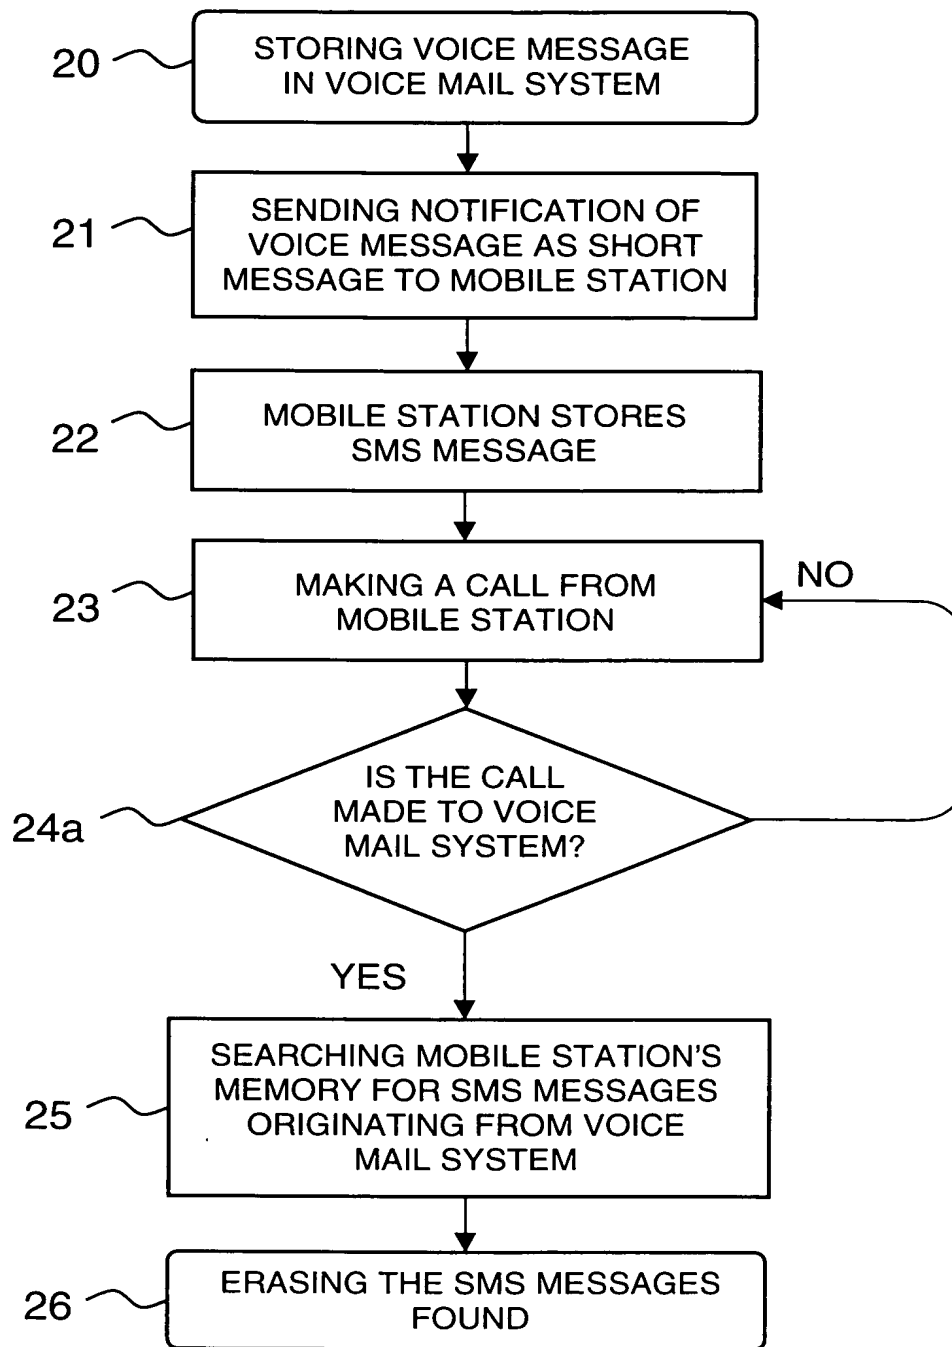 20
STORING VOICE MESSAGE
IN VOICE MAIL SYSTEM
21
SENDING NOTIFICATION OF
VOICE MESSAGE AS SHORT
MESSAGE TO MOBILE STATION
22
MOBILE STATION STORES
SMS MESSAGE
23
MAKING A CALL FROM
MOBILE STATION
NO
24a
IS THE CALL
MADE TO VOICE
MAIL SYSTEM?
YES
25
SEARCHING MOBILE STATION'S
MEMORY FOR SMS MESSAGES
ORIGINATING FROM VOICE
MAIL SYSTEM
26
ERASING THE SMS MESSAGES
FOUND